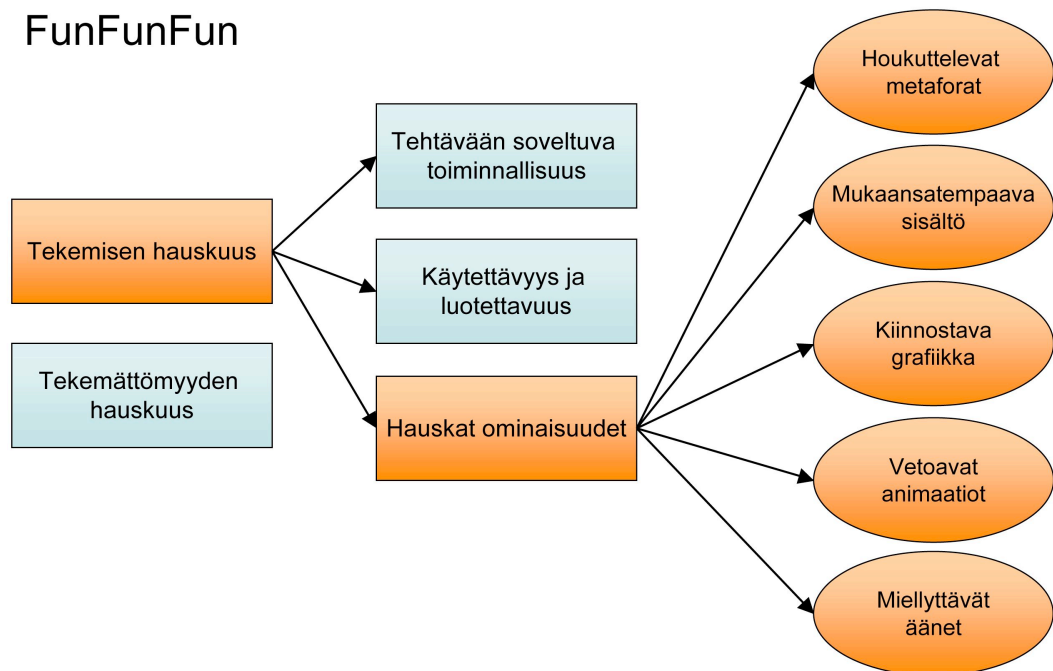 FunFunFun
Tekemisen hauskuus
Tekemättömyyden
hauskuus
Tehtävään soveltuva
toiminnallisuus
Käytettävyys ja
luotettavuus
Hauskat ominaisuudet
Houkuttelevat
metaforat
Mukaansatempaava
sisältö
Kiinnostava
grafiikka
Vetoavat
animaatiot
Miellyttävät
äänet